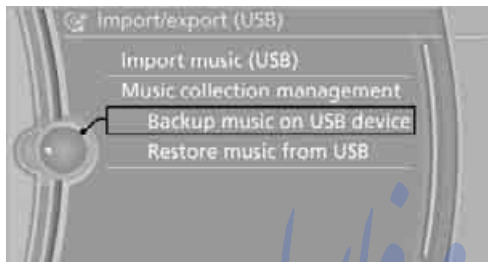 Import/export (USB)
Import music (USB)
Music collection management
Backup music on USB device
Restore music from USB